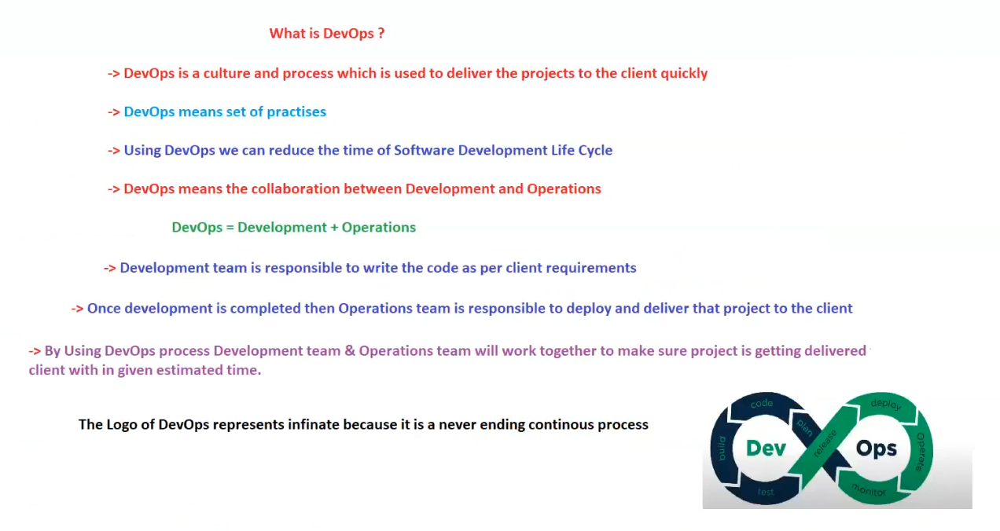 What is DevOps ?
-> DevOps is a culture and process which is used to deliver the projects to the client quickly
-> DevOps means set of practises
-> Using DevOps we can reduce the time of Software Development Life Cycle
-> DevOps means the collaboration between Development and Operations
DevOps = Development + Operations
-> Development team is responsible to write the code as per client requirements
-> Once development is completed then Operations team is responsible to deploy and deliver that project to the client
-> By Using DevOps process Development team & Operations team will work together to make sure project is getting delivered
client with in given estimated time.
The Logo of DevOps represents infinate because it is a never ending continous process
code
plan
build
test
Dev
release
deploy
Operate
monitor
Ops